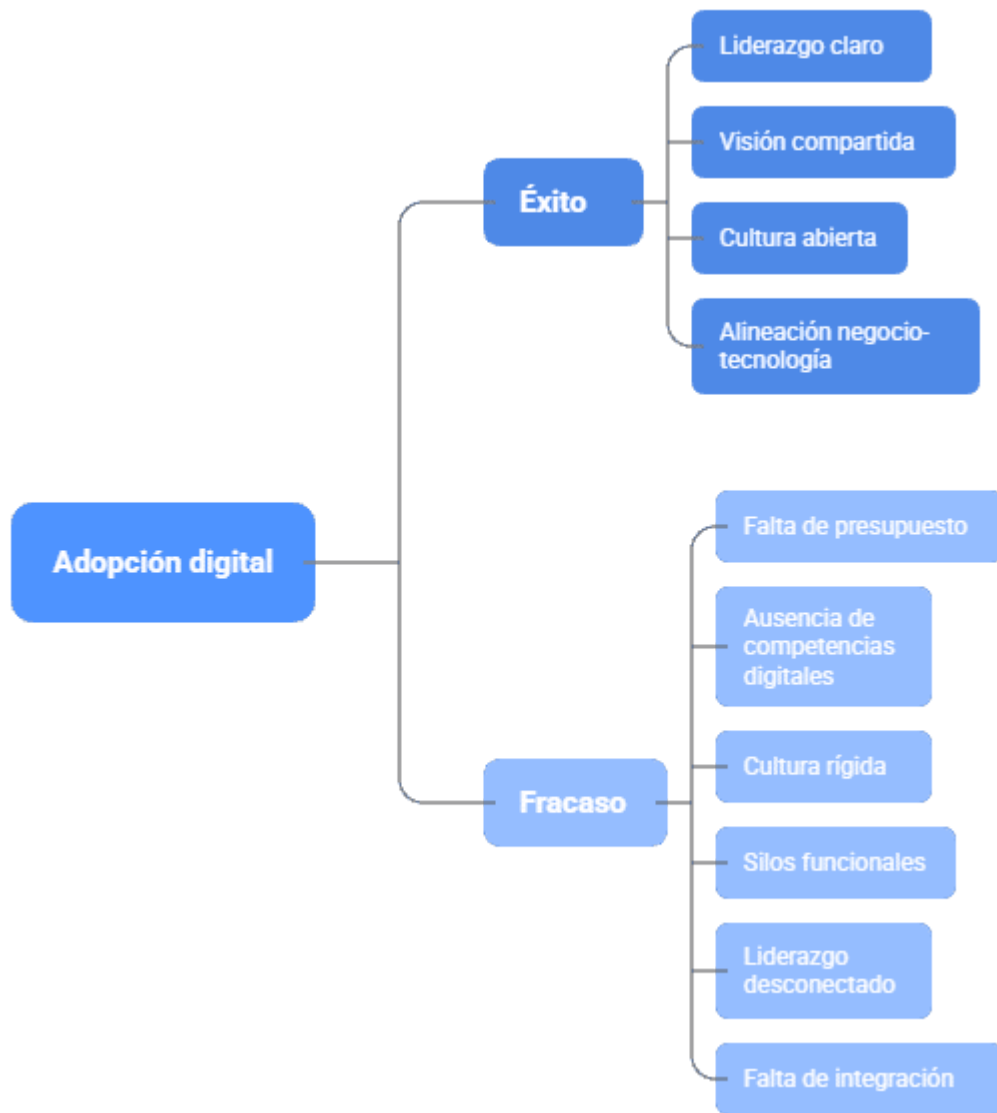 Adopción digital
Éxito
Liderazgo claro
Visión compartida
Cultura abierta
Alineación negocio-
tecnología
Fracaso
Falta de presupuesto
Ausencia de
competencias
digitales
Cultura rígida
Silos funcionales
Liderazgo
desconectado
Falta de integración